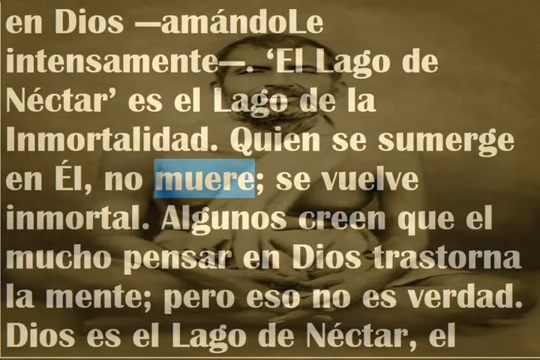 en Dios —amándoLe
intensamente—. ‘El Lago de
Néctar’ es el Lago de la
Inmortalidad. Quien se sumerge
en Él, no muere; se vuelve
inmortal. Algunos creen que el
mucho pensar en Dios trastorna
la mente; pero eso no es verdad.
Dios es el Lago de Néctar, el